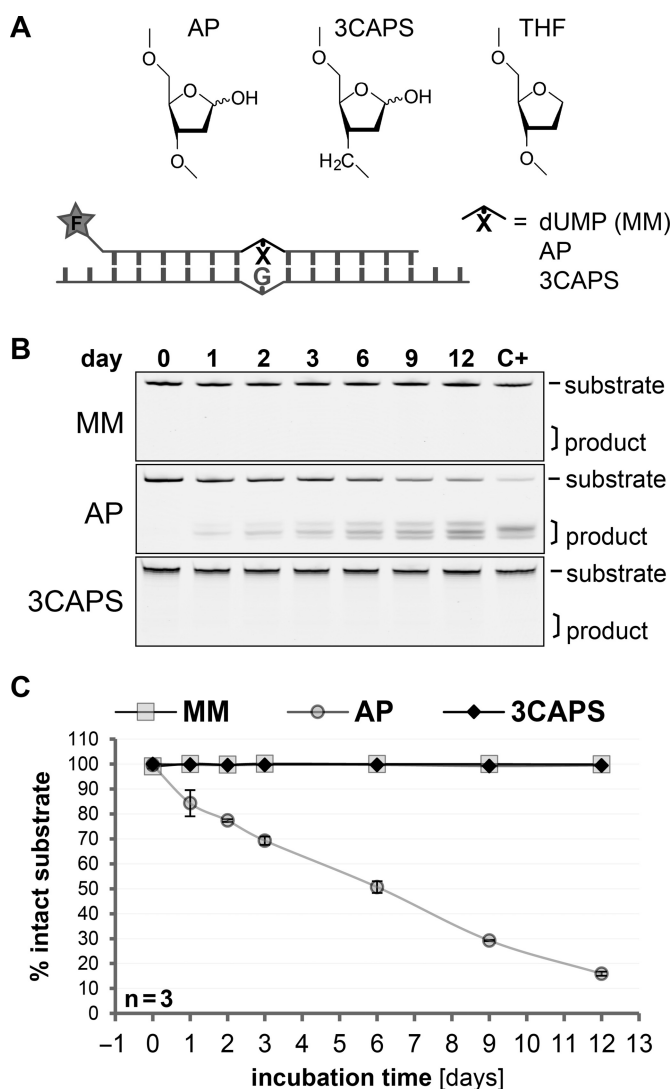 A
AP 3CAPS THF
O O O
O OH O OH O
O H₂C O
F
X = dUMP (MM)
AP
3CAPS
X
G
B
day 0 1 2 3 6 9 12 C+
MM
substrate
product
AP
substrate
product
3CAPS
substrate
product
C
MM AP 3CAPS
% intact substrate
110
100
90
80
70
60
50
40
30
20
10
0
n=3
−1 0 1 2 3 4 5 6 7 8 9 10 11 12 13
incubation time [days]